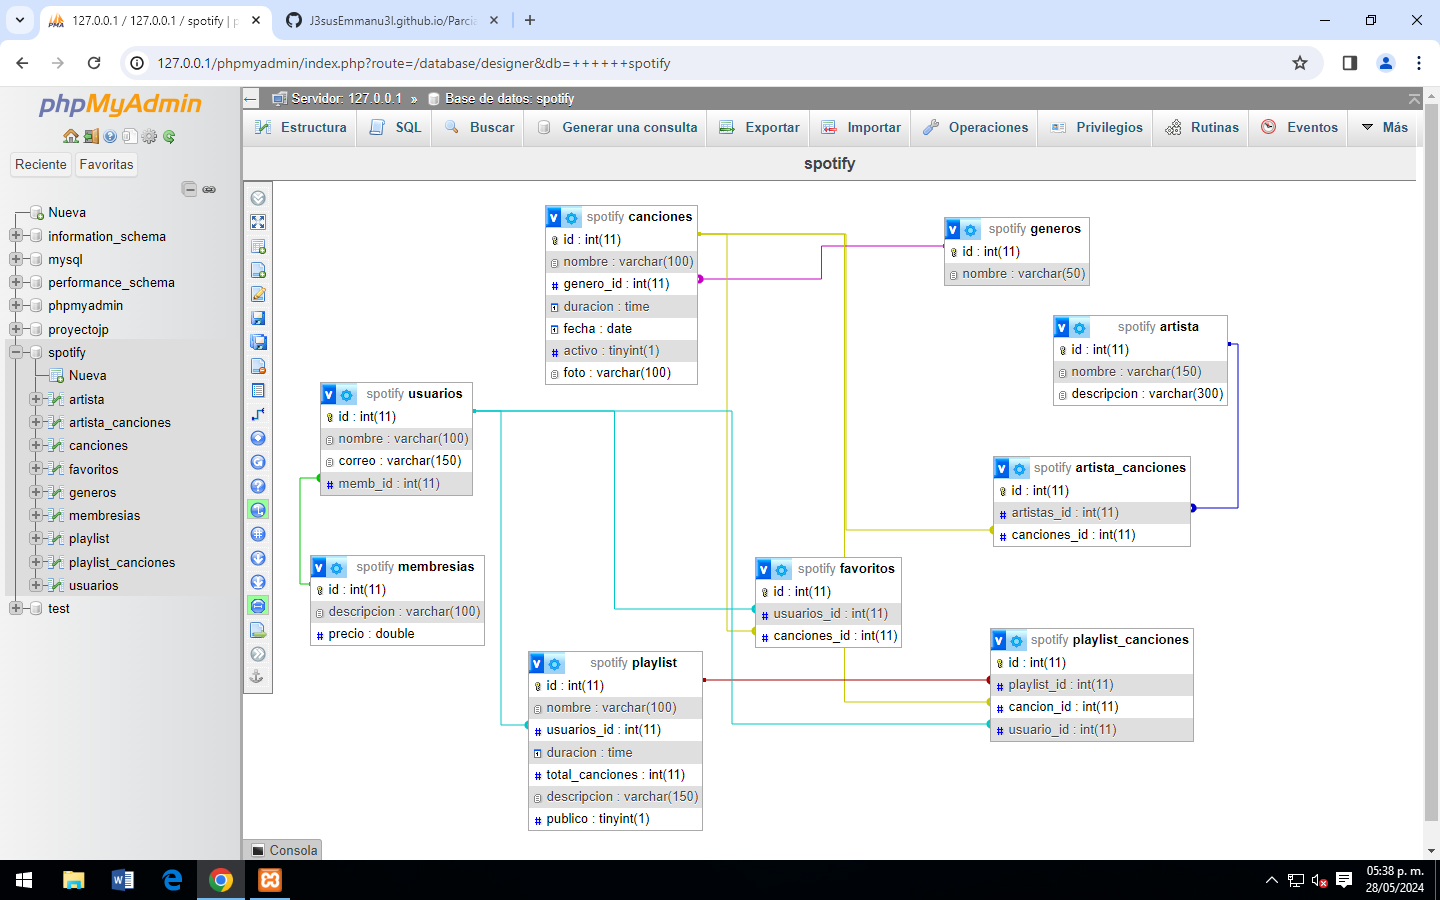 127.0.0.1 / 127.0.0.1 / spotify | p
J3susEmmanu3l.github.io/Parcia
127.0.0.1/phpmyadmin/index.php?route=/database/designer&db=++++++spotify
phpMyAdmin
Reciente
Favoritas
Nueva
information_schema
mysql
performance_schema
phpmyadmin
proyectojp
spotify
Nueva
artista
artista_canciones
canciones
favoritos
generos
membresias
playlist
playlist_canciones
usuarios
test
Servidor: 127.0.0.1 » Base de datos: spotify
Estructura
SQL
Buscar
Generar una consulta
Exportar
Importar
Operaciones
Privilegios
Rutinas
Eventos
Más
spotify
spotify canciones
id : int(11)
nombre : varchar(100)
genero_id : int(11)
duracion : time
fecha : date
activo : tinyint(1)
foto : varchar(100)
spotify generos
id : int(11)
nombre : varchar(50)
spotify artista
id : int(11)
nombre : varchar(150)
descripcion : varchar(300)
spotify usuarios
id : int(11)
nombre : varchar(100)
correo : varchar(150)
memb_id : int(11)
spotify artista_canciones
id : int(11)
artistas_id : int(11)
canciones_id : int(11)
spotify membresias
id : int(11)
descripcion : varchar(100)
precio : double
spotify favoritos
id : int(11)
usuarios_id : int(11)
canciones_id : int(11)
spotify playlist
id : int(11)
nombre : varchar(100)
usuarios_id : int(11)
duracion : time
total_canciones : int(11)
descripcion : varchar(150)
publico : tinyint(1)
spotify playlist_canciones
id : int(11)
playlist_id : int(11)
cancion_id : int(11)
usuario_id : int(11)
Consola
05:38 p. m.
28/05/2024